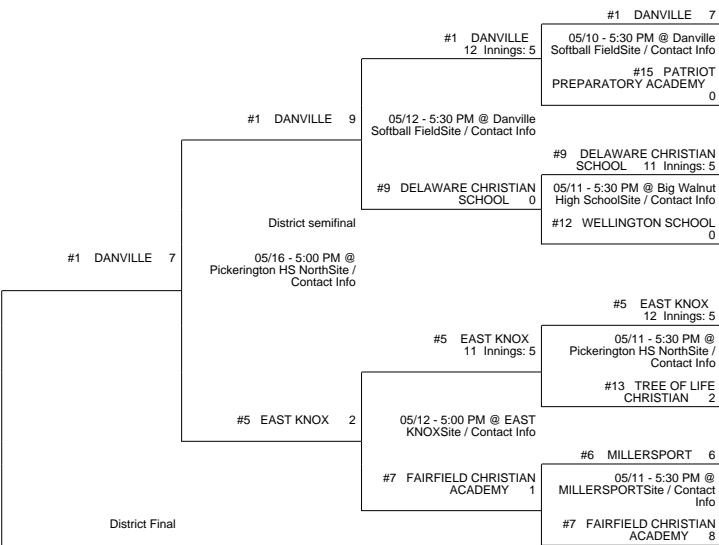 #1 DANVILLE 7
05/10 - 5:30 PM @ Danville
Softball FieldSite / Contact Info
#15 PATRIOT
PREPARATORY ACADEMY
0
#1 DANVILLE
12 Innings: 5
05/12 - 5:30 PM @ Danville
Softball FieldSite / Contact Info
#9 DELAWARE CHRISTIAN
SCHOOL 11 Innings: 5
05/11 - 5:30 PM @ Big Walnut
High SchoolSite / Contact Info
#12 WELLINGTON SCHOOL
0
#9 DELAWARE CHRISTIAN
SCHOOL 0
#1 DANVILLE 9
District semifinal
05/16 - 5:00 PM @
Pickerington HS NorthSite /
Contact Info
#1 DANVILLE 7
#5 EAST KNOX
12 Innings: 5
05/11 - 5:30 PM @
Pickerington HS NorthSite /
Contact Info
#13 TREE OF LIFE
CHRISTIAN 2
#5 EAST KNOX
11 Innings: 5
05/12 - 5:00 PM @ EAST
KNOXSite / Contact Info
#5 EAST KNOX 2
#6 MILLERSPORT 6
05/11 - 5:30 PM @
MILLERSPORTSite / Contact
Info
#7 FAIRFIELD CHRISTIAN
ACADEMY 8
#7 FAIRFIELD CHRISTIAN
ACADEMY 1
District Final